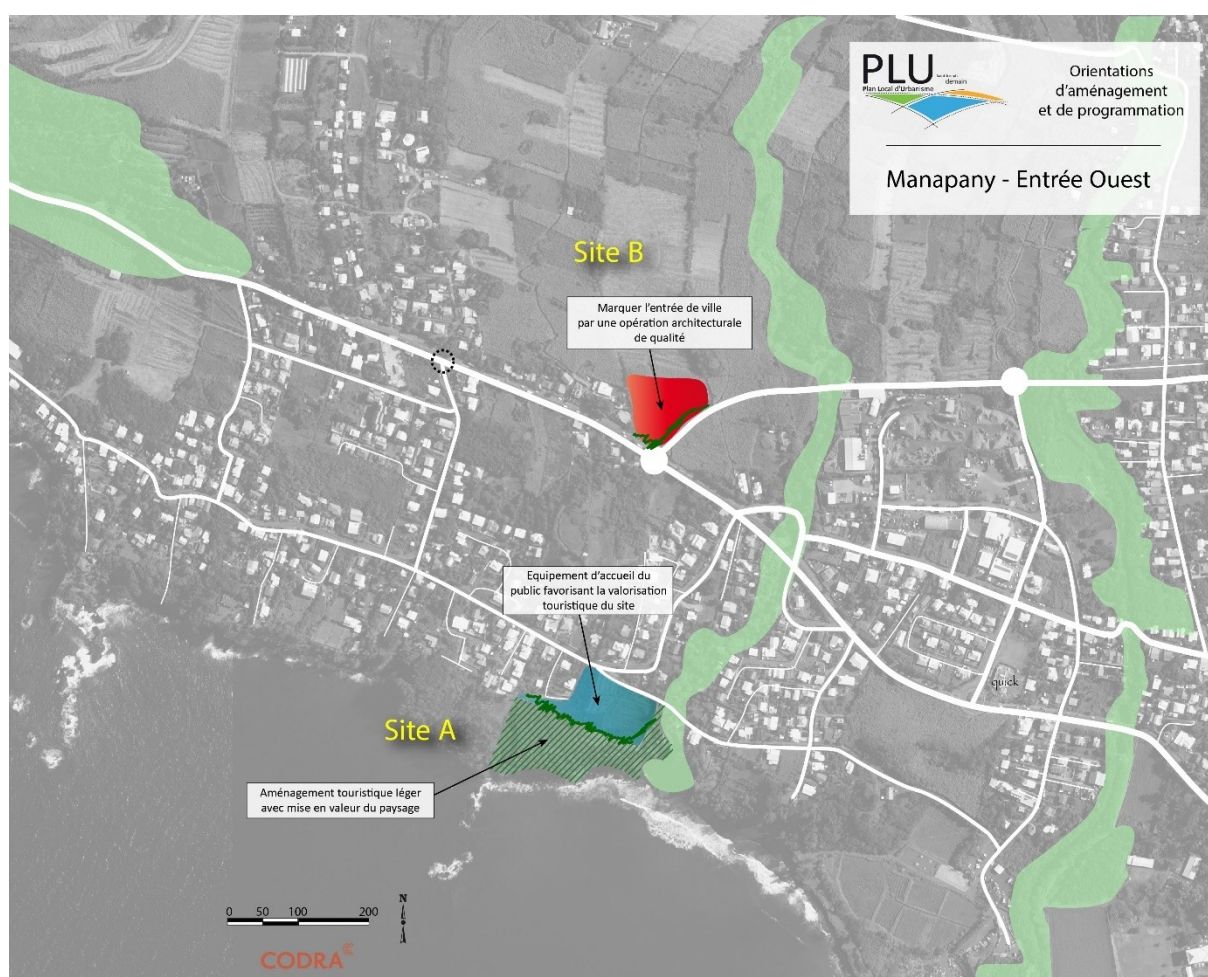 PLU
demain
Plan Local d'Urbanisme
Orientations
d'aménagement
et de programmation
Manapany - Entrée Ouest
Site B
Marquer l'entrée de ville
par une opération architecturale
de qualité
Equipement d'accueil du
public favorisant la valorisation
touristique du site
quick
Site A
Aménagement touristique léger
avec mise en valeur du paysage
0 50 100 200
N
CODRA